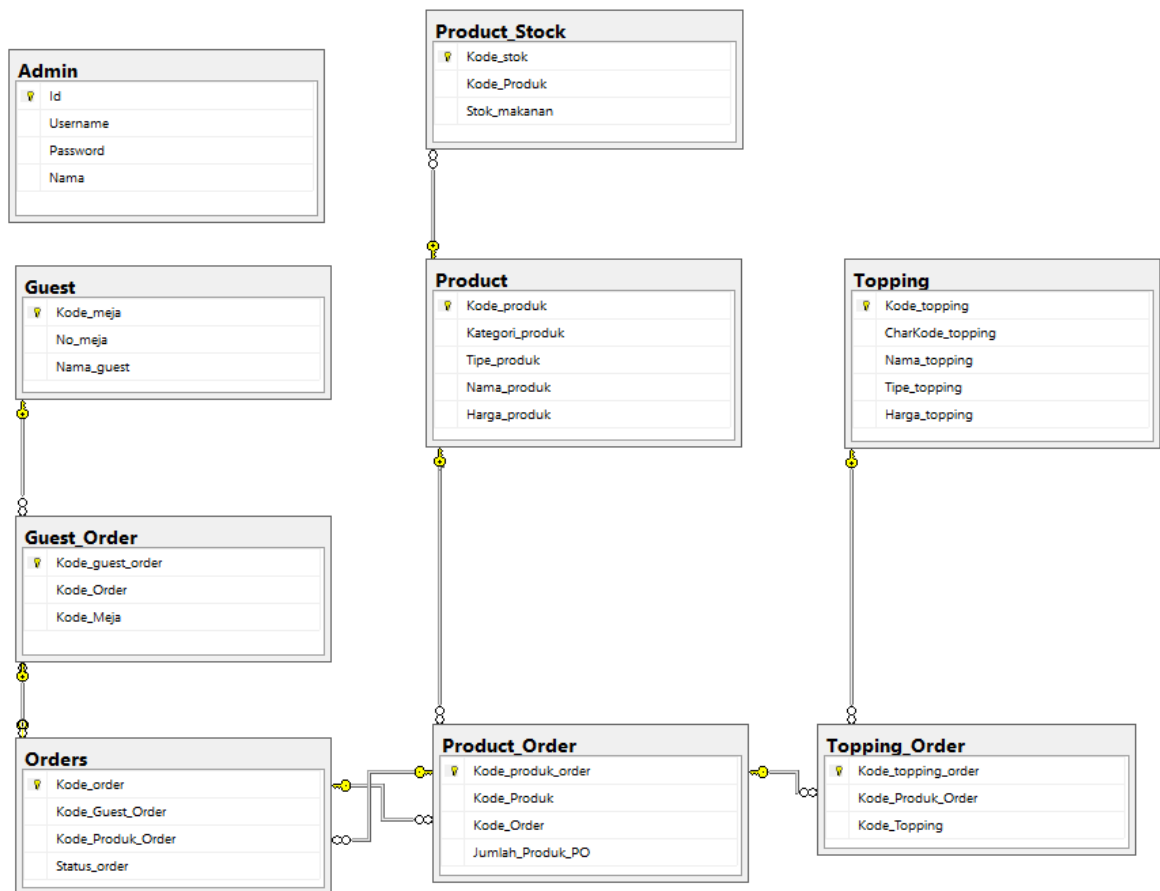 Admin
Id
Username
Password
Nama
Product_Stock
Kode_stok
Kode_Produk
Stok_makanan
Guest
Kode_meja
No_meja
Nama_guest
Product
Kode_produk
Kategori_produk
Tipe_produk
Nama_produk
Harga_produk
Topping
Kode_topping
CharKode_topping
Nama_topping
Tipe_topping
Harga_topping
Guest_Order
Kode_guest_order
Kode_Order
Kode_Meja
Orders
Kode_order
Kode_Guest_Order
Kode_Produk_Order
Status_order
Product_Order
Kode_produk_order
Kode_Produk
Kode_Order
Jumlah_Produk_PO
Topping_Order
Kode_topping_order
Kode_Produk_Order
Kode_Topping